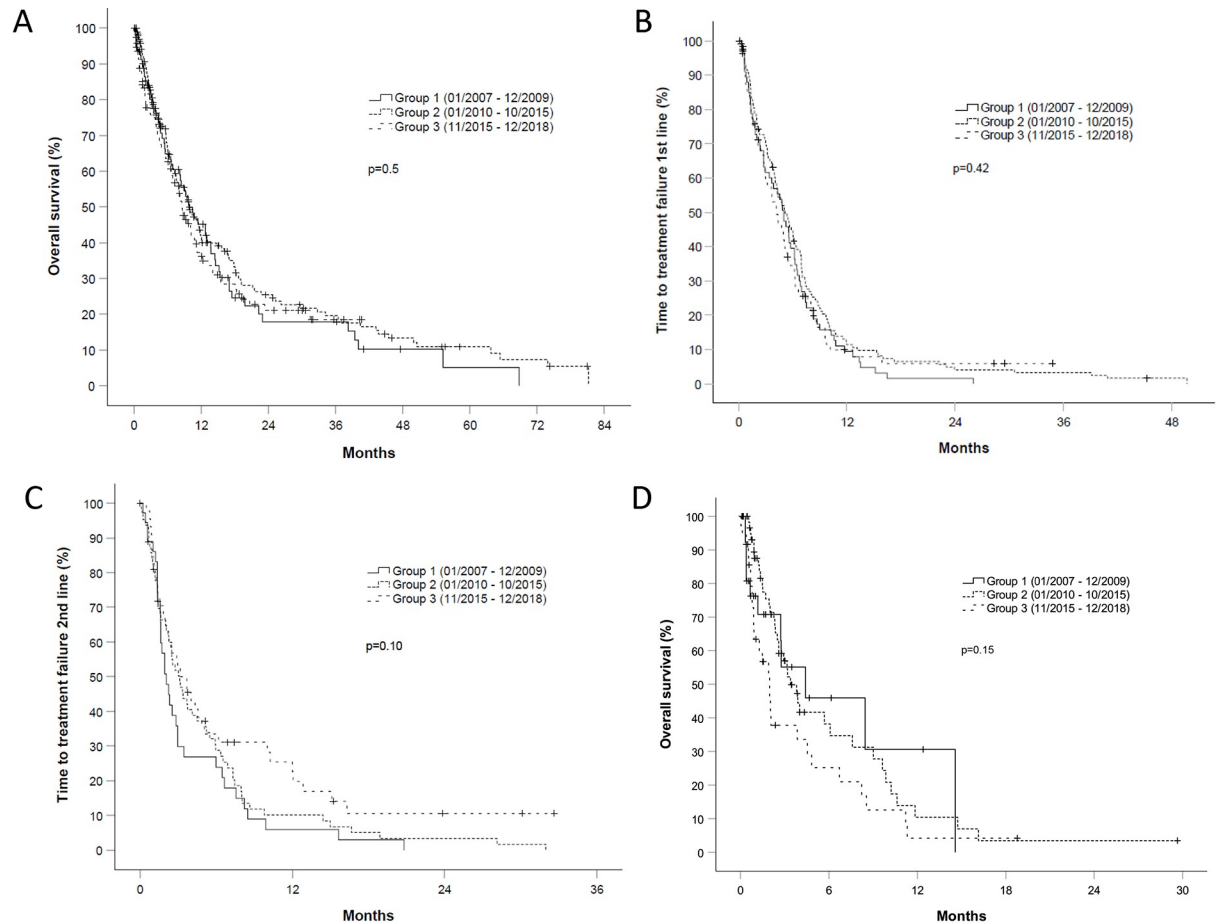 A
Overall survival (%)
100
90
80
70
60
50
40
30
20
10
0
Group 1 (01/2007 - 12/2009)
Group 2 (01/2010 - 10/2015)
Group 3 (11/2015 - 12/2018)
p=0.5
0 12 24 36 48 60 72 84
Months
B
Time to treatment failure 1st line (%)
100
90
80
70
60
50
40
30
20
10
0
Group 1 (01/2007 - 12/2009)
Group 2 (01/2010 - 10/2015)
Group 3 (11/2015 - 12/2018)
p=0.42
0 12 24 36 48
Months
C
Time to treatment failure 2nd line (%)
100
90
80
70
60
50
40
30
20
10
0
Group 1 (01/2007 - 12/2009)
Group 2 (01/2010 - 10/2015)
Group 3 (11/2015 - 12/2018)
p=0.10
0 12 24 36
Months
D
Overall survival (%)
100
90
80
70
60
50
40
30
20
10
0
Group 1 (01/2007 - 12/2009)
Group 2 (01/2010 - 10/2015)
Group 3 (11/2015 - 12/2018)
p=0.15
0 6 12 18 24 30
Months